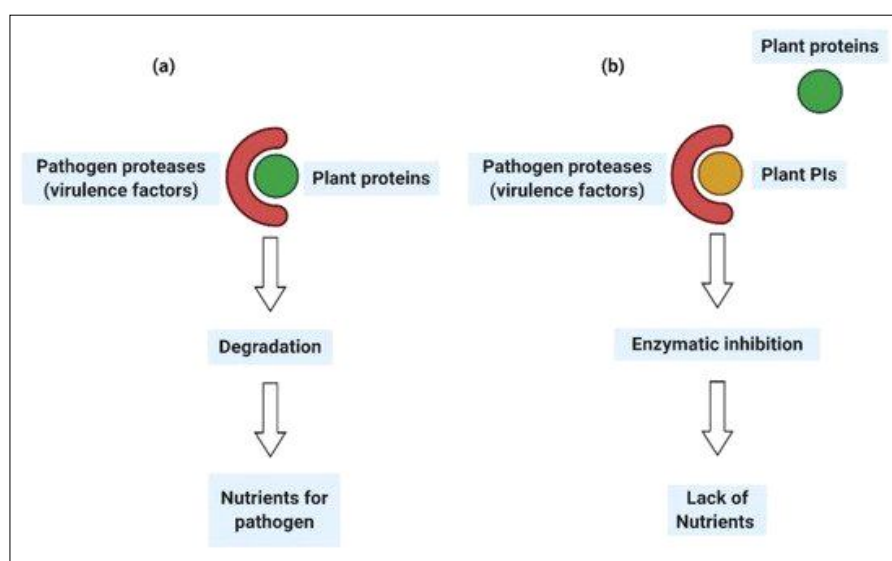 (a)
Pathogen proteases
(virulence factors)
Plant proteins
Degradation
Nutrients for
pathogen
(b)
Plant proteins
Pathogen proteases
(virulence factors)
Plant PIs
Enzymatic inhibition
Lack of
Nutrients